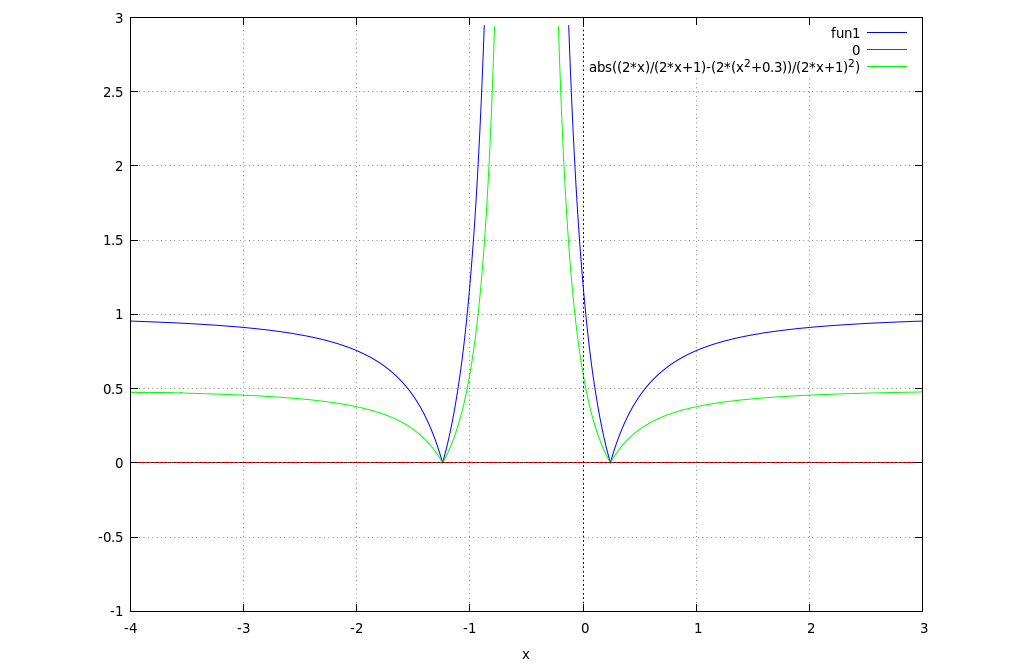 3
2.5
2
1.5
1
0.5
0
-0.5
-1
fun1
0
abs((2*x)/(2*x+1)-(2*(x²+0.3))/(2*x+1)²)
-4 -3 -2 -1 0 1 2 3
x